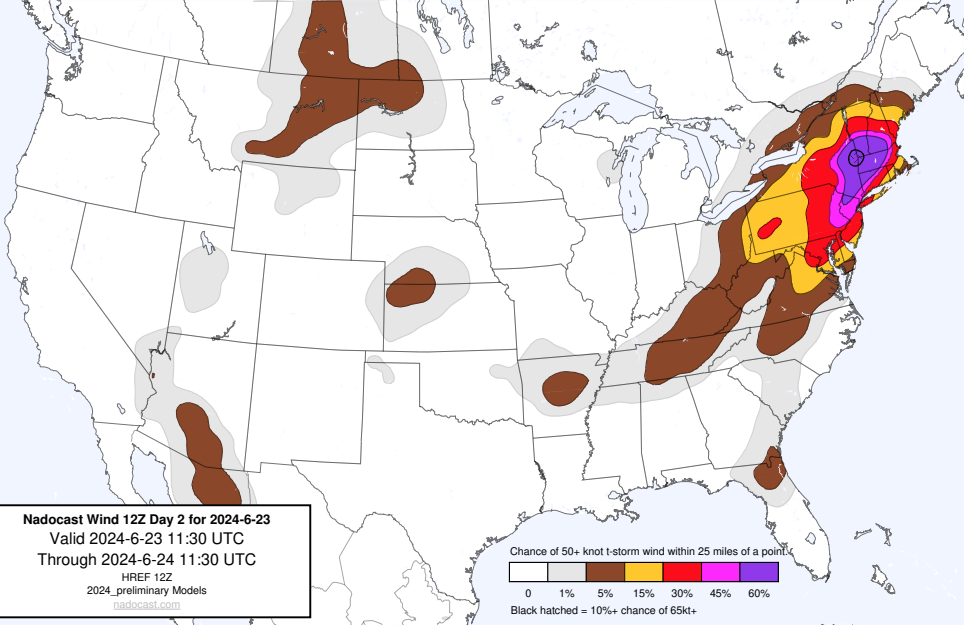 Nadocast Wind 12Z Day 2 for 2024-6-23
Valid 2024-6-23 11:30 UTC
Through 2024-6-24 11:30 UTC
HREF 12Z
2024_preliminary Models
nadocast.com
Chance of 50+ knot t-storm wind within 25 miles of a point.
0 1% 5% 15% 30% 45% 60%
Black hatched = 10%+ chance of 65kt+